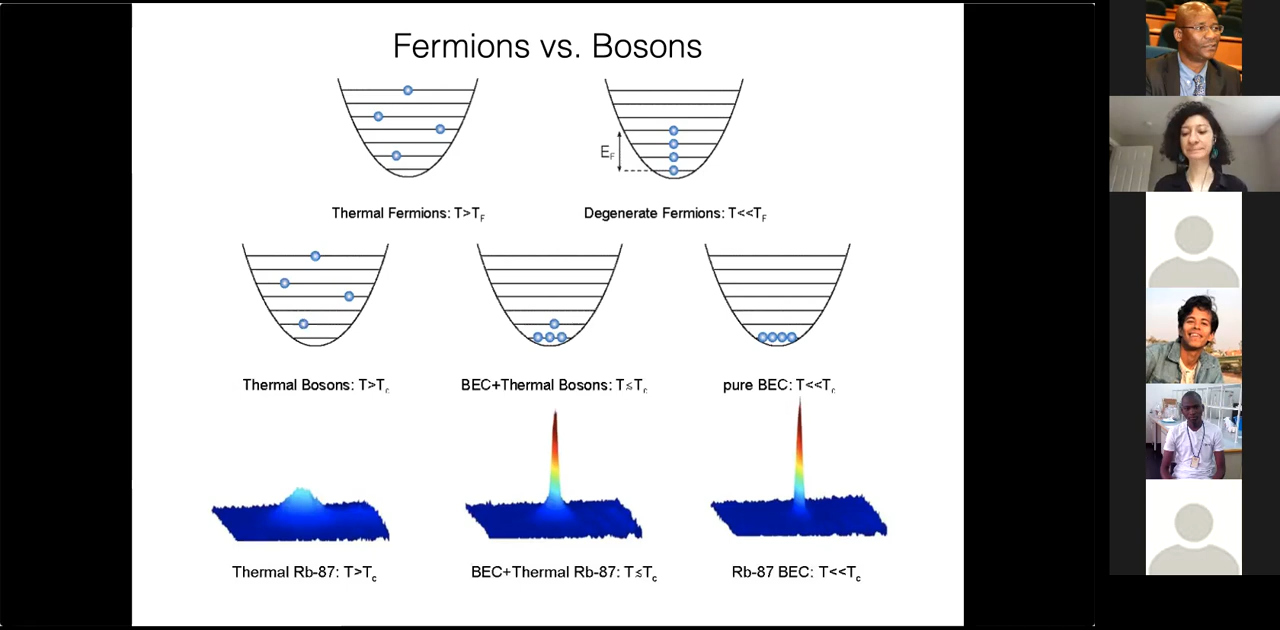 Fermions vs. Bosons
E_F
Thermal Fermions: T>T_F
Degenerate Fermions: T<<T_F
Thermal Bosons: T>T_c
BEC+Thermal Bosons: T≲T_c
pure BEC: T<<T_c
Thermal Rb-87: T>T_c
BEC+Thermal Rb-87: T≲T_c
Rb-87 BEC: T<<T_c